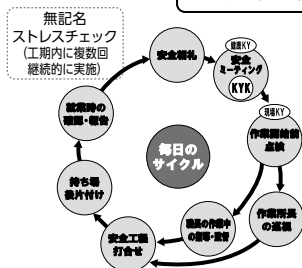 無記名
ストレスチェック
(工期内に複数回
継続的に実施)
安全朝礼
健康KY
安全
ミーティング
KYK
現場KY
作業開始前
点検
作業所長
の巡視
職長の作業中
の指導・監督
安全工程
打合せ
持ち場
後片付け
就業時の
確認・報告
毎日の
サイクル